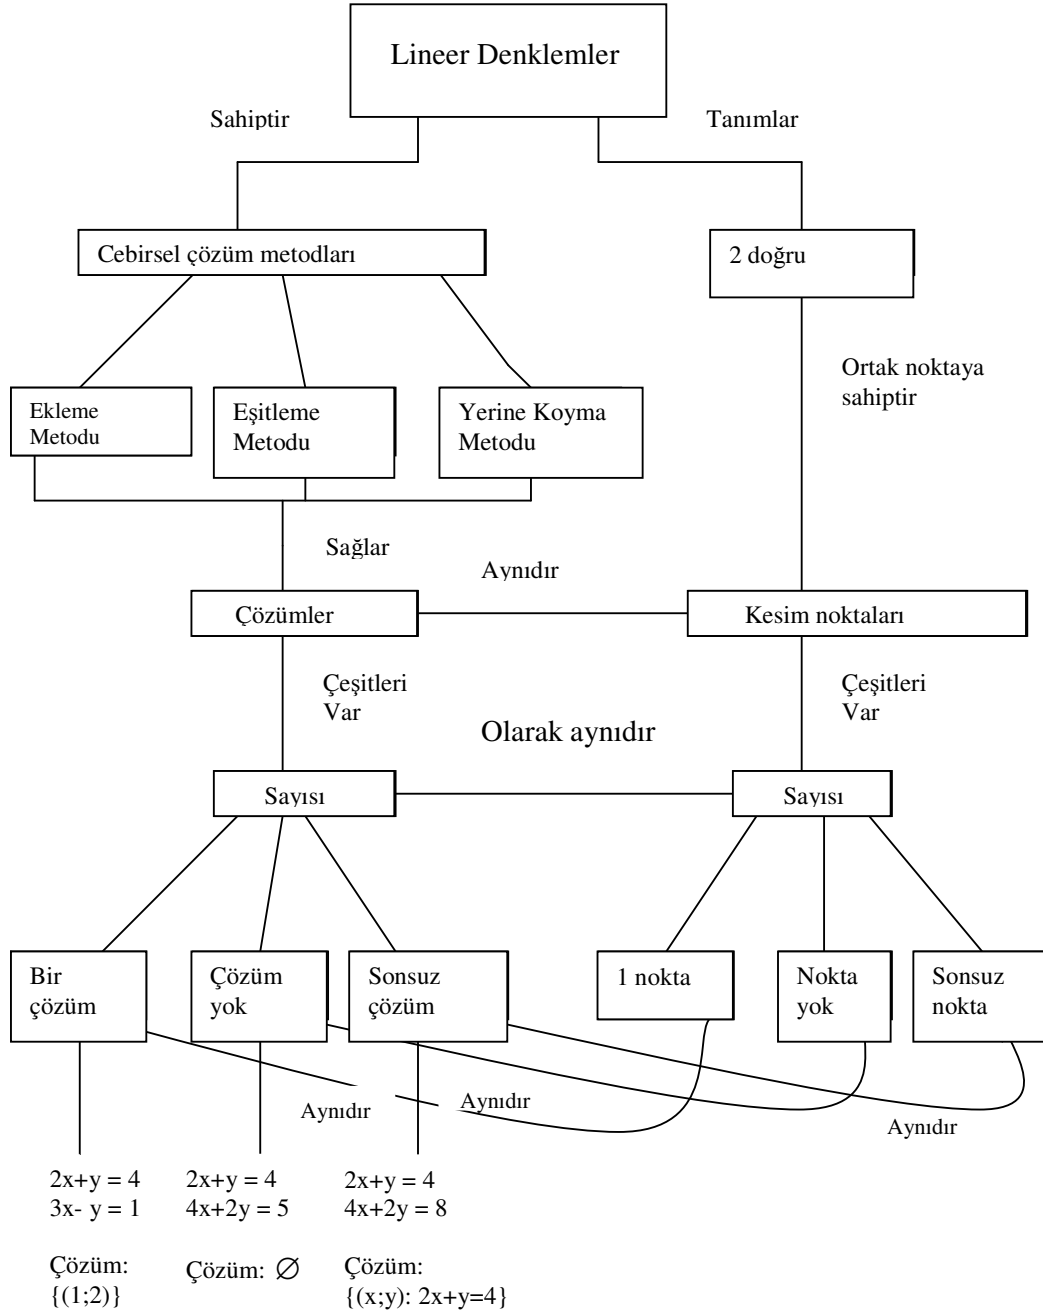 Lineer Denklemler
Sahiptir
Tanımlar
Cebirsel çözüm metodları
2 doğru
Ortak noktaya
sahiptir
Ekleme
Metodu
Eşitleme
Metodu
Yerine Koyma
Metodu
Sağlar
Aynıdır
Çözümler
Kesim noktaları
Çeşitleri
Var
Çeşitleri
Var
Olarak aynıdır
Sayısı
Sayısı
Bir
çözüm
Çözüm
yok
Sonsuz
çözüm
1 nokta
Nokta
yok
Sonsuz
nokta
Aynıdır
Aynıdır
Aynıdır
2x+y = 4
3x- y = 1
2x+y = 4
4x+2y = 5
2x+y = 4
4x+2y = 8
Çözüm:
{(1;2)}
Çözüm: ∅
Çözüm:
{(x;y): 2x+y=4}